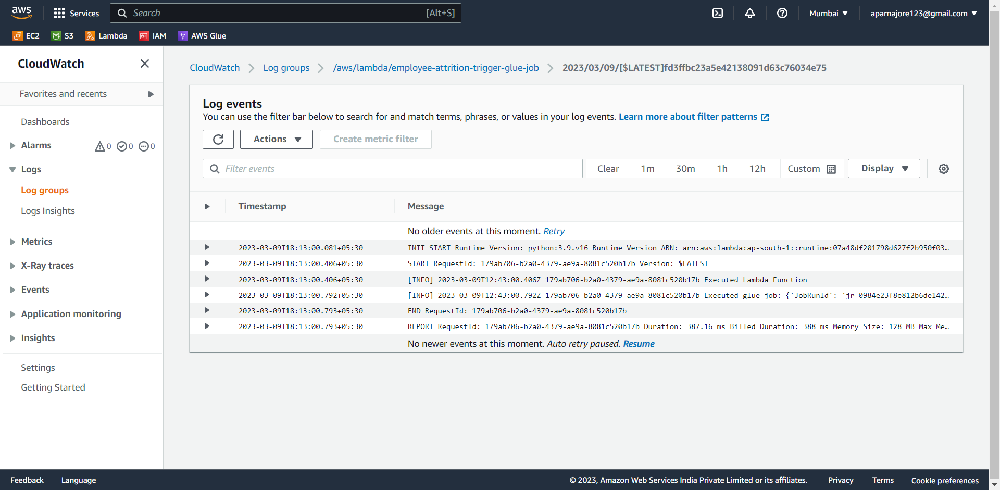 aws
Services
Search
[Alt+S]
Mumbai
aparnajore123@gmail.com
EC2
S3
Lambda
IAM
AWS Glue
CloudWatch
Favorites and recents
Dashboards
Alarms
0
0
0
Logs
Log groups
Logs Insights
Metrics
X-Ray traces
Events
Application monitoring
Insights
Settings
Getting Started
CloudWatch
Log groups
/aws/lambda/employee-attrition-trigger-glue-job
2023/03/09/[$LATEST]fd3ffbc23a5e42138091d63c76034e75
Log events
You can use the filter bar below to search for and match terms, phrases, or values in your log events. Learn more about filter patterns
Actions
Create metric filter
Filter events
Clear
1m
30m
1h
12h
Custom
Display
Timestamp
Message
No older events at this moment. Retry
2023-03-09T18:13:00.081+05:30 INIT_START Runtime Version: python:3.9.v16 Runtime Version ARN: arn:aws:lambda:ap-south-1::runtime:07a48df201798d627f2b950f03…
2023-03-09T18:13:00.406+05:30 START RequestId: 179ab706-b2a0-4379-ae9a-8081c520b17b Version: $LATEST
2023-03-09T18:13:00.406+05:30 [INFO] 2023-03-09T12:43:00.406Z 179ab706-b2a0-4379-ae9a-8081c520b17b Executed Lambda Function
2023-03-09T18:13:00.792+05:30 [INFO] 2023-03-09T12:43:00.792Z 179ab706-b2a0-4379-ae9a-8081c520b17b Executed glue job: {'JobRunId': 'jr_0984e23f8e812b6de142…
2023-03-09T18:13:00.793+05:30 END RequestId: 179ab706-b2a0-4379-ae9a-8081c520b17b
2023-03-09T18:13:00.793+05:30 REPORT RequestId: 179ab706-b2a0-4379-ae9a-8081c520b17b Duration: 387.16 ms Billed Duration: 388 ms Memory Size: 128 MB Max Me…
No newer events at this moment. Auto retry paused. Resume
Feedback
Language
© 2023, Amazon Web Services India Private Limited or its affiliates.
Privacy
Terms
Cookie preferences